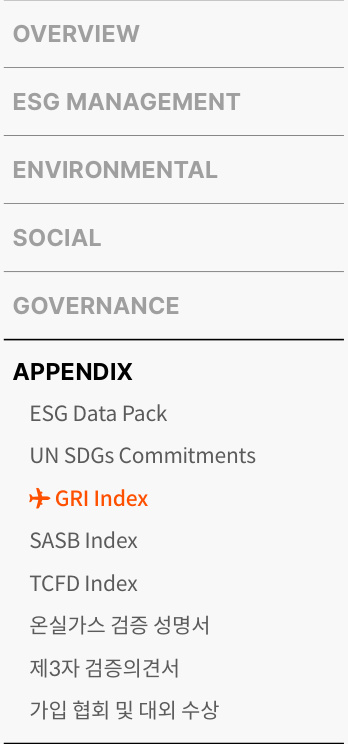 OVERVIEW
ESG MANAGEMENT
ENVIRONMENTAL
SOCIAL
GOVERNANCE
APPENDIX
ESG Data Pack
UN SDGs Commitments
GRI Index
SASB Index
TCFD Index
온실가스 검증 성명서
제3자 검증의견서
가입 협회 및 대외 수상